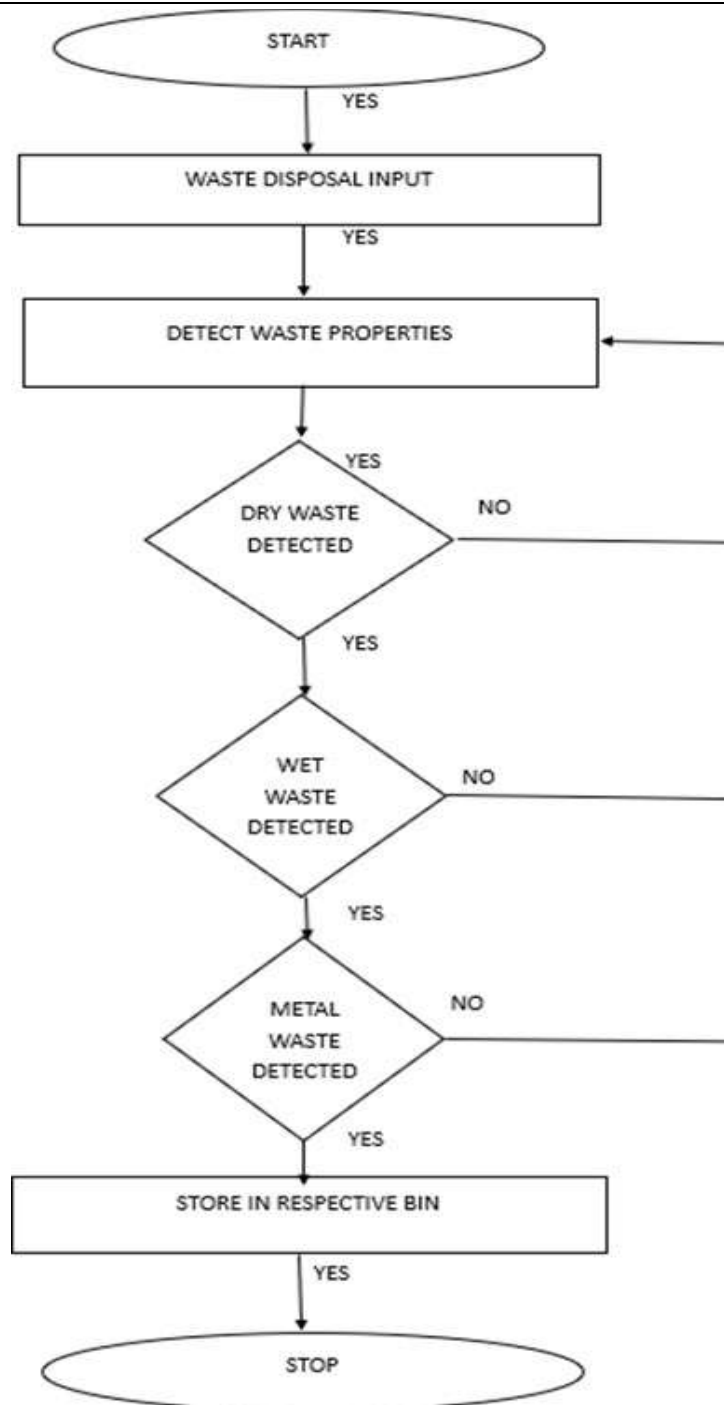 START
YES
WASTE DISPOSAL INPUT
YES
DETECT WASTE PROPERTIES
YES
DRY WASTE
DETECTED
NO
YES
WET
WASTE
DETECTED
NO
YES
METAL
WASTE
DETECTED
NO
YES
STORE IN RESPECTIVE BIN
YES
STOP